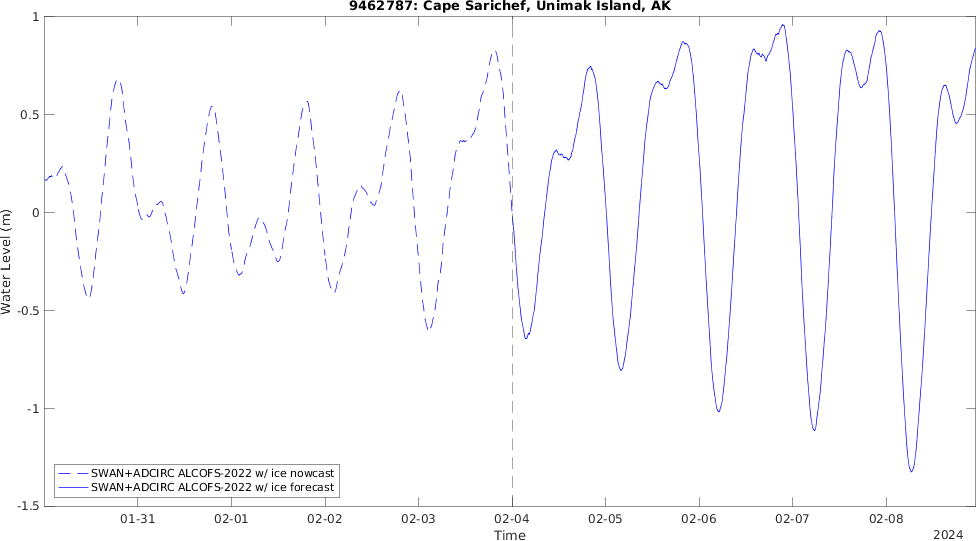 9462787: Cape Sarichef, Unimak Island, AK
Water Level (m)
1
0.5
0
-0.5
-1
-1.5
SWAN+ADCIRC ALCOFS-2022 w/ ice nowcast
SWAN+ADCIRC ALCOFS-2022 w/ ice forecast
01-31 02-01 02-02 02-03 02-04 02-05 02-06 02-07 02-08
Time
2024